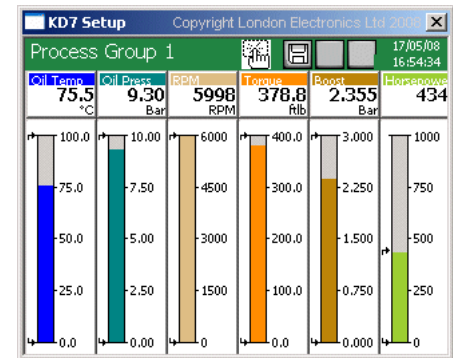 KD7 Setup Copyright London Electronics Ltd 2008
Process Group 1 17/05/08
16:54:34
Oil Temp Oil Press RPM Torque Boost Horsepowe
75.5 9.30 5998 378.8 2.355 434
°C Bar RPM ftlb Bar
100.0 10.00 6000 400.0 3.000 1000
75.0 7.50 4500 300.0 2.250 750
50.0 5.00 3000 200.0 1.500 500
25.0 2.50 1500 100.0 0.750 250
0.0 0.00 0 0.0 0.000 0